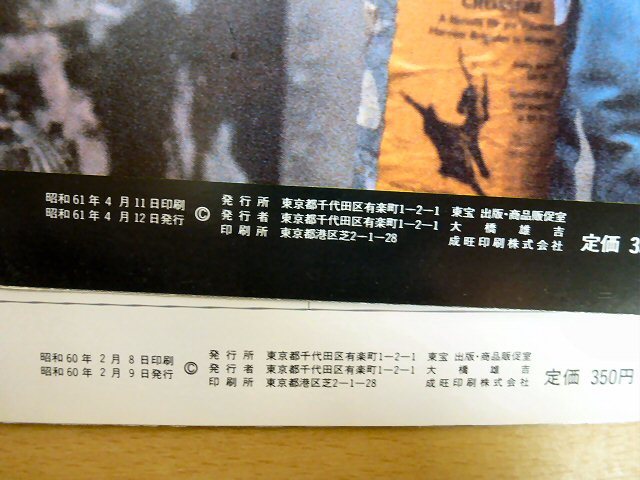 CRUSTINI
昭和61年 4 月11日印刷
昭和61年 4 月12日発行
©
発行所 東京都千代田区有楽町1−2−1 東宝 出版・商品販促室
発行者 東京都千代田区有楽町1−2−1 大橋雄吉
印刷所 東京都港区芝2−1−28 成旺印刷株式会社
定価 3
昭和60年 2 月 8 日印刷
昭和60年 2 月 9 日発行
©
発行所 東京都千代田区有楽町1−2−1 東宝 出版・商品販促室
発行者 東京都千代田区有楽町1−2−1 大橋雄吉
印刷所 東京都港区芝2−1−28 成旺印刷株式会社
定価 350円